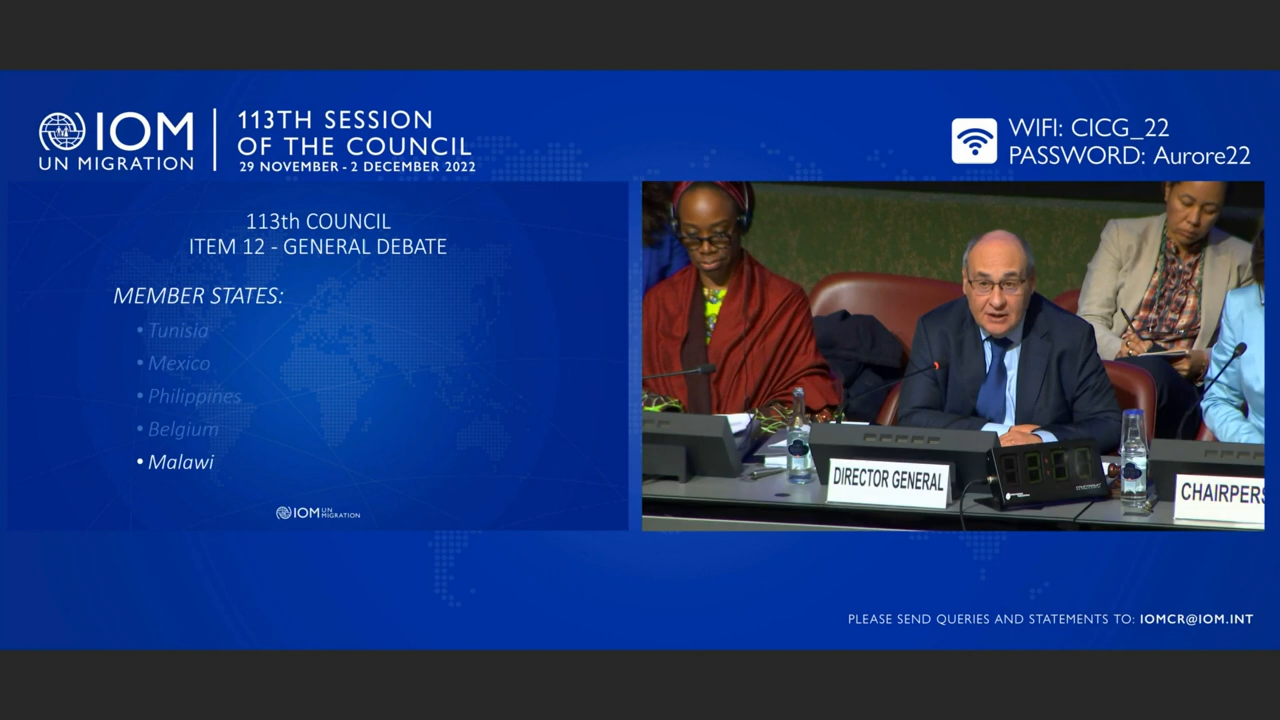 IOM
UN MIGRATION
113TH SESSION
OF THE COUNCIL
29 NOVEMBER - 2 DECEMBER 2022
WIFI: CICG_22
PASSWORD: Aurore22
113th COUNCIL
ITEM 12 - GENERAL DEBATE
MEMBER STATES:
• Tunisia
• Mexico
• Philippines
• Belgium
• Malawi
IOM UN MIGRATION
DIRECTOR GENERAL
CHAIRPERS
PLEASE SEND QUERIES AND STATEMENTS TO: IOMCR@IOM.INT